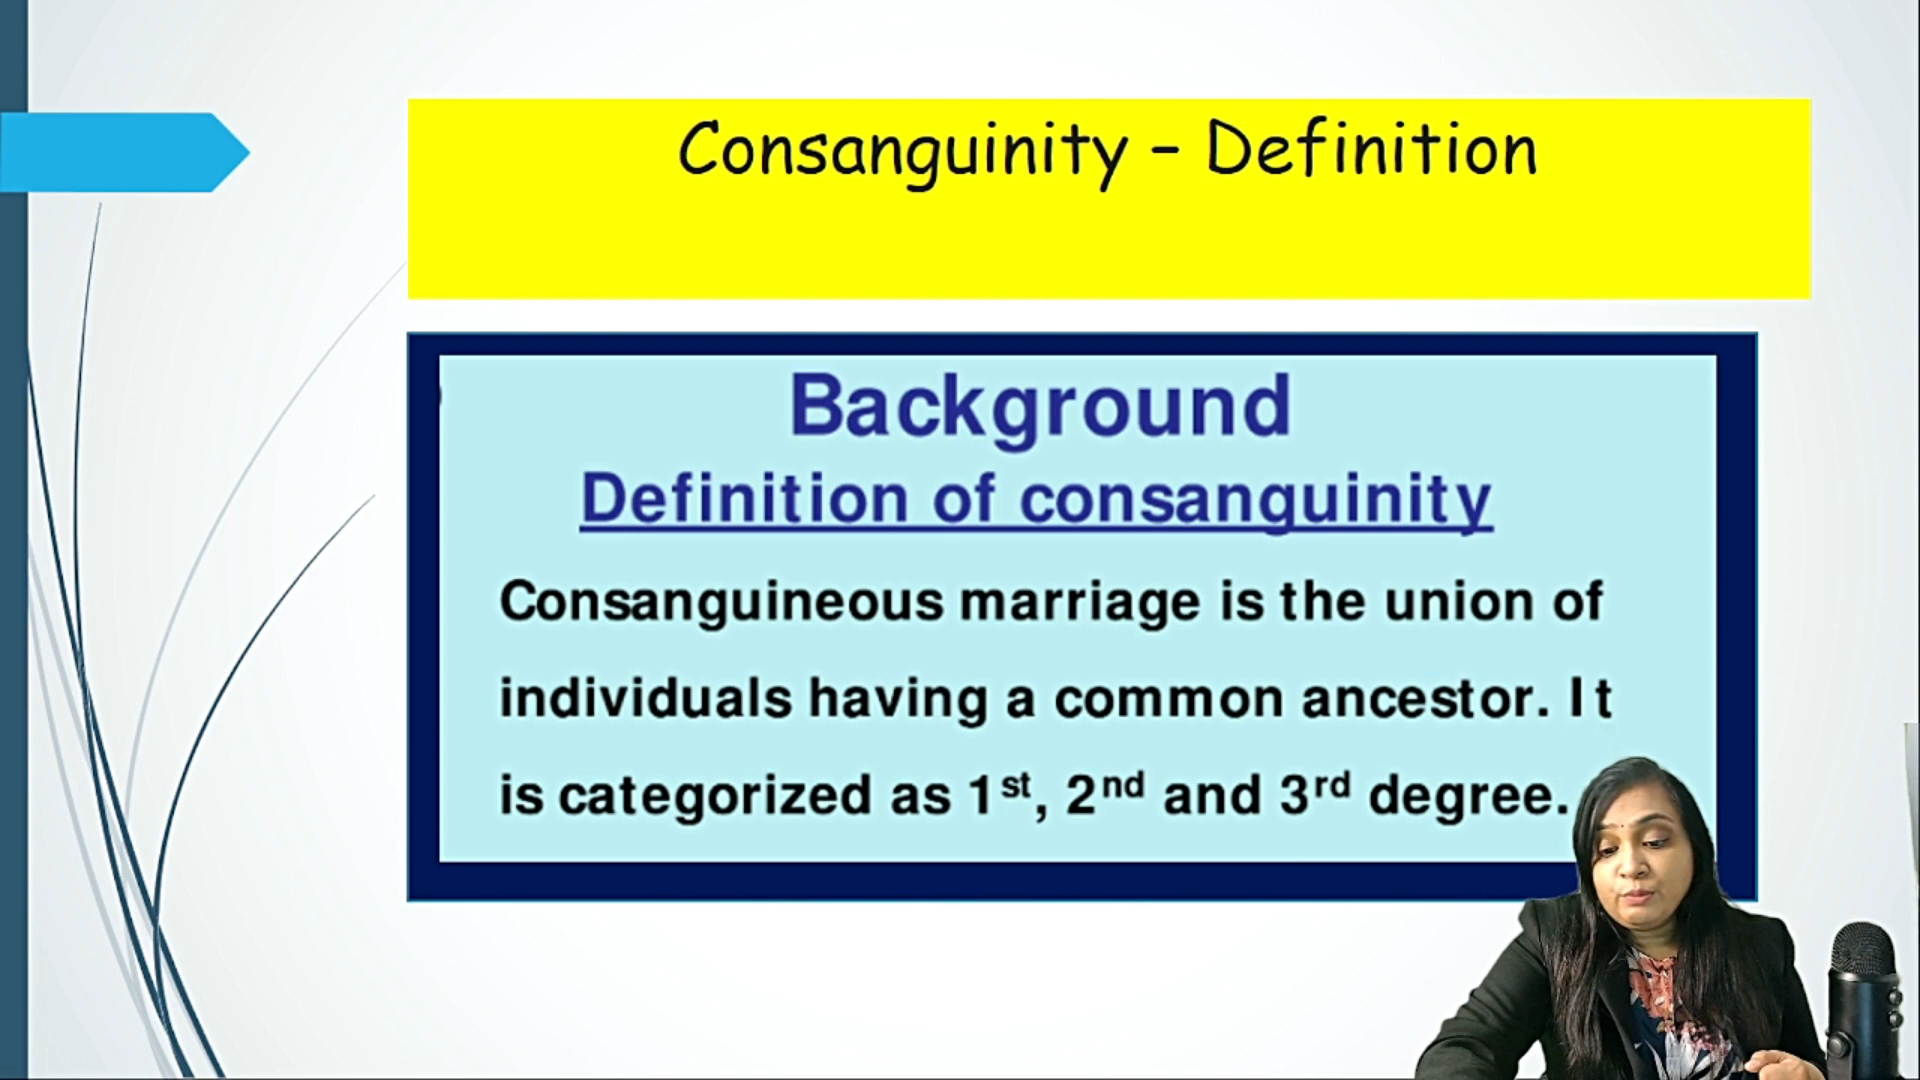 Consanguinity – Definition
Background
Definition of consanguinity
Consanguineous marriage is the union of
individuals having a common ancestor. It
is categorized as 1st, 2nd and 3rd degree.